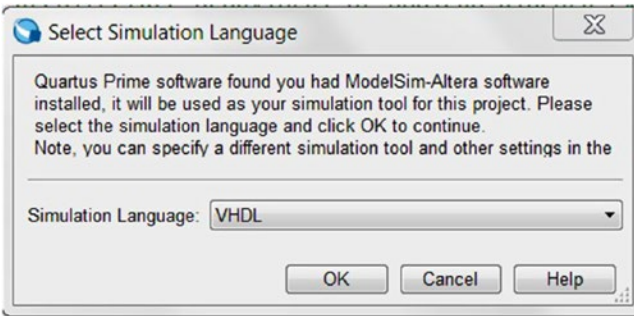 Select Simulation Language
Quartus Prime software found you had ModelSim-Altera software
installed, it will be used as your simulation tool for this project. Please
select the simulation language and click OK to continue.
Note, you can specify a different simulation tool and other settings in the
Simulation Language: VHDL
OK Cancel Help